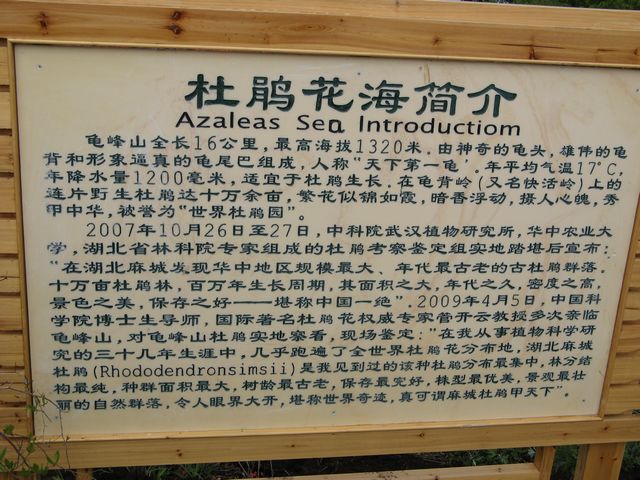 杜鹃花海简介
Azaleas Sea Introductiom
龟峰山全长16公里，最高海拔1320米．由神奇的龟头，雄伟的龟
背和形象逼真的龟尾巴组成．人称“天下第一龟’．年平均气温17°C，
年降水量1200毫米，适宜于杜鹃生长．在龟背岭（又名快活岭）上的
连片野生杜鹃达十万余亩，繁花似锦如霞，暗香浮动，摄人心魄，秀
甲中华，被誉为“世界杜鹃园”．
2007年10月26日至27日，中科院武汉植物研究所，华中农业大
学，湖北省林科院专家组成的杜鹃考察鉴定组实地踏堪后宣布：
“在湖北麻城发现华中地区规模最大、年代最古老的古杜鹃群落．
十万亩杜鹃林，百万年生长周期，其面积之大，年代之久，密度之高，
景色之美，保存之好——堪称中国一绝”．2009年4月5日，中国科
学院博士生导师，国际著名杜鹃花权威专家管开云教授多次亲临
龟峰山，对龟峰山杜鹃实地察看，现场鉴定：“在我从事植物科学研
究的三十几年生涯中，几乎跑遍了全世界杜鹃花分布地，湖北麻城
杜鹃(Rhododendronsimsii)是我见到过的该种杜鹃分布最集中，林分结
构最纯，种群面积最大，树龄最古老，保存最完好，株型最优美，景观最壮
丽的自然群落，令人眼界大开，堪称世界奇迹，真可谓麻城杜鹃甲天下”．